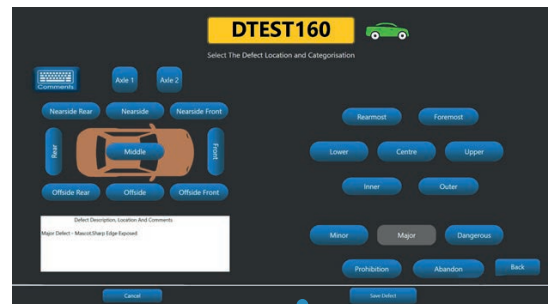 DTEST160
Select The Defect Location and Categorisation
Comments
Axle 1 Axle 2
Nearside Rear Nearside Nearside Front
Rear Middle Front
Offside Rear Offside Offside Front
Defect Description, Location And Comments
Major Defect - Mascot:Sharp Edge Exposed
Rearmost Foremost
Lower Centre Upper
Inner Outer
Minor Major Dangerous
Prohibition Abandon Back
Cancel Save Defect